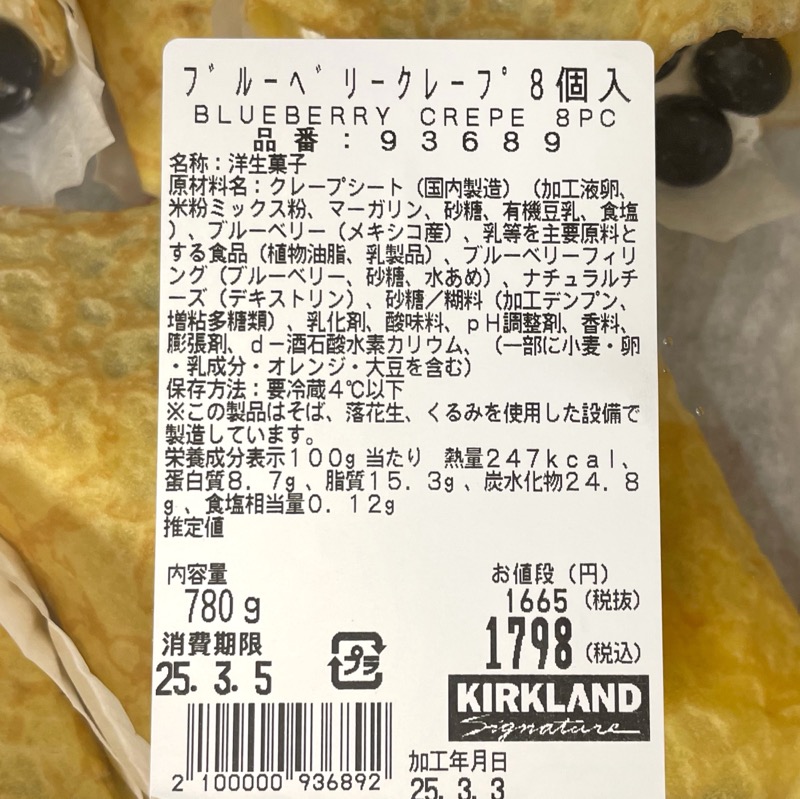 ブルーベリークレープ8個入
BLUEBERRY CREPE 8PC
品番:93689
名称:洋生菓子
原材料名:クレープシート(国内製造)(加工液卵、
米粉ミックス粉、マーガリン、砂糖、有機豆乳、食塩
)、ブルーベリー(メキシコ産)、乳等を主要原料と
する食品(植物油脂、乳製品)、ブルーベリーフィリ
ング(ブルーベリー、砂糖、水あめ)、ナチュラルチ
ーズ(デキストリン)、砂糖/糊料(加工デンプン、
増粘多糖類)、乳化剤、酸味料、pH調整剤、香料、
膨張剤、d-酒石酸水素カリウム、(一部に小麦・卵
・乳成分・オレンジ・大豆を含む)
保存方法:要冷蔵4℃以下
※この製品はそば、落花生、くるみを使用した設備で
製造しています。
栄養成分表示100g当たり 熱量247kcal、
蛋白質8.7g、脂質15.3g、炭水化物24.8
g、食塩相当量0.12g
推定値
内容量
780g
お値段(円)
1665(税抜)
1798(税込)
消費期限
25.3.5
プラ
KIRKLAND
Signature
2 100000 936892
加工年月日
25.3.3